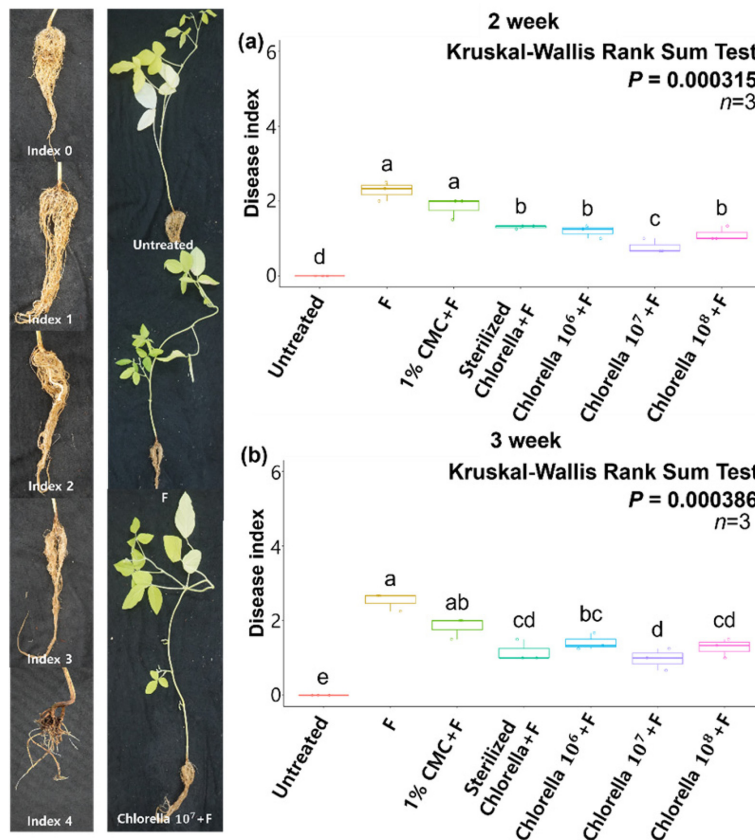 Index 0
Index 1
Index 2
Index 3
Index 4
Untreated
F
Chlorella 10⁷+F
2 week
(a)
Kruskal-Wallis Rank Sum Test
P = 0.000315
n=3
Disease index
6
4
2
0
d
a
a
b
b
c
b
Untreated
F
1% CMC+F
Sterilized
Chlorella+F
Chlorella 10⁶+F
Chlorella 10⁷+F
Chlorella 10⁸+F
3 week
(b)
Kruskal-Wallis Rank Sum Test
P = 0.000386
n=3
Disease index
6
4
2
0
e
a
ab
cd
bc
d
cd
Untreated
F
1% CMC+F
Sterilized
Chlorella+F
Chlorella 10⁶+F
Chlorella 10⁷+F
Chlorella 10⁸+F